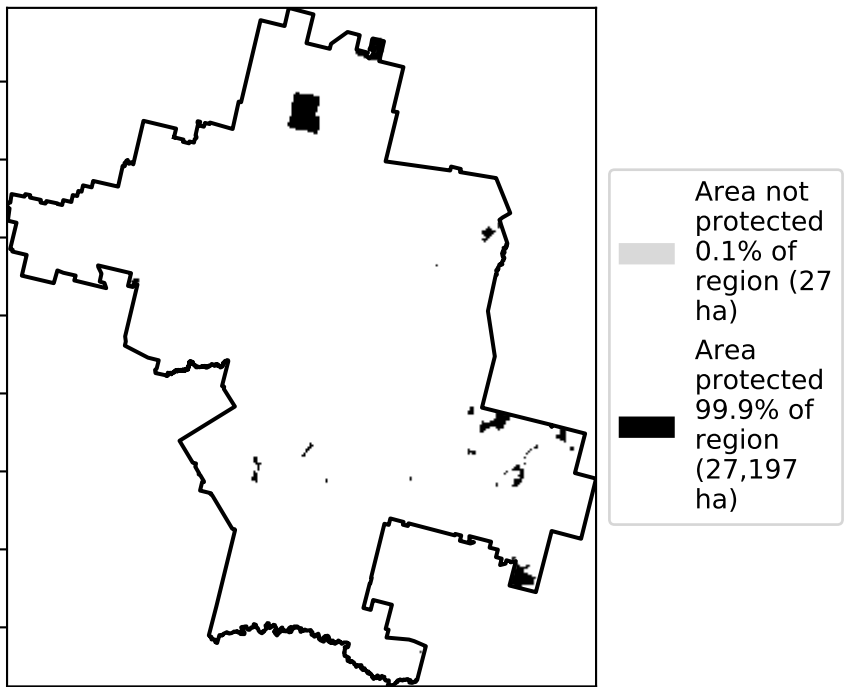 Area not
protected
0.1% of
region (27
ha)
Area
protected
99.9% of
region
(27,197
ha)